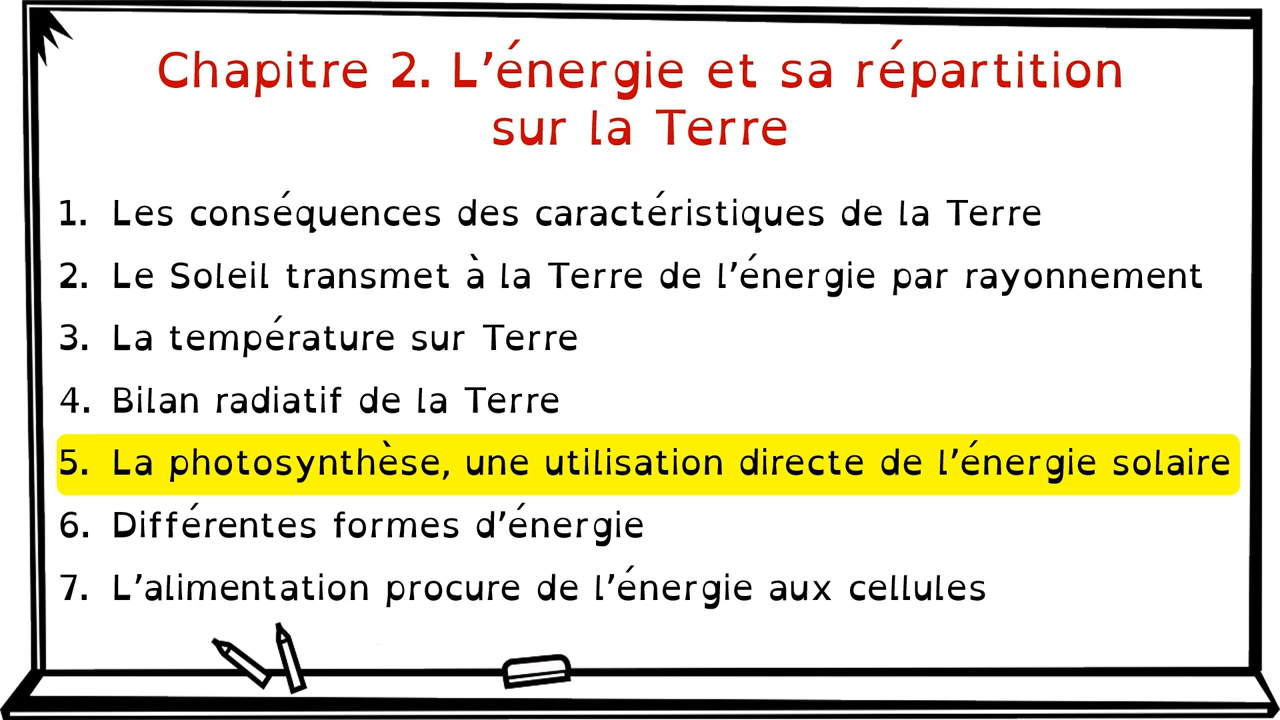 Chapitre 2. L’énergie et sa répartition
sur la Terre
1. Les conséquences des caractéristiques de la Terre
2. Le Soleil transmet à la Terre de l’énergie par rayonnement
3. La température sur Terre
4. Bilan radiatif de la Terre
5. La photosynthèse, une utilisation directe de l’énergie solaire
6. Différentes formes d’énergie
7. L’alimentation procure de l’énergie aux cellules